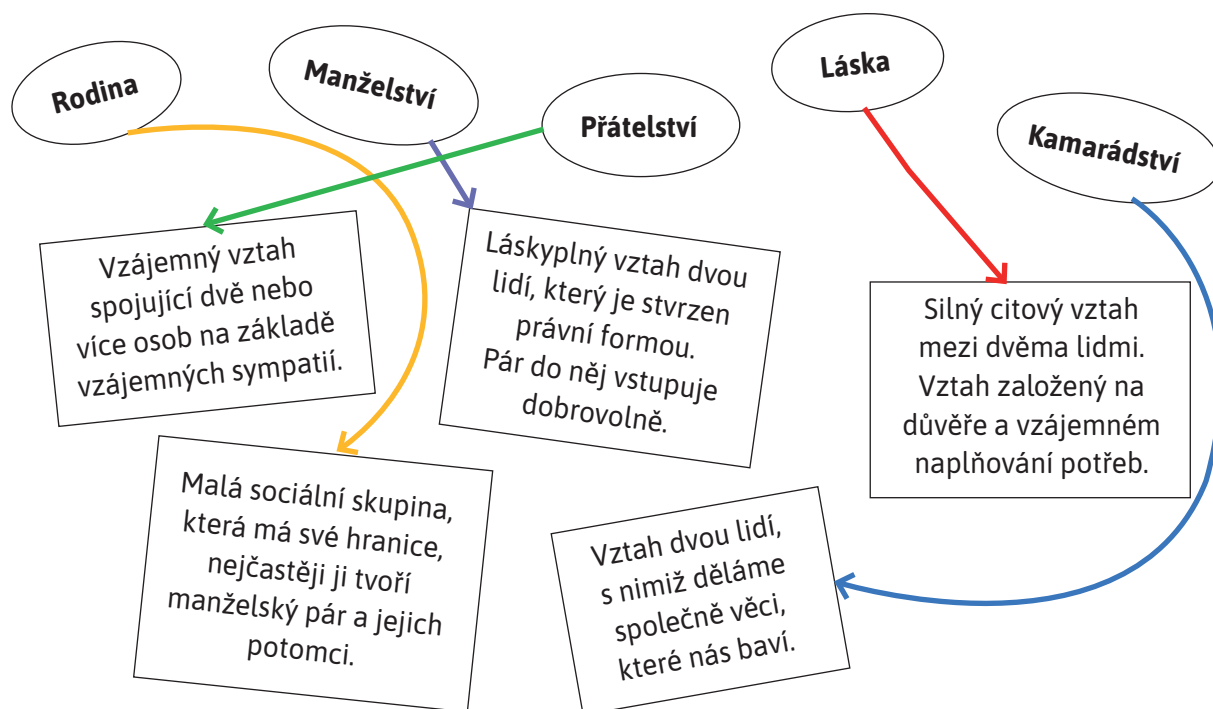 Rodina
Manželství
Přátelství
Láska
Kamarádství
Vzájemný vztah
spojující dvě nebo
více osob na základě
vzájemných sympatií.
Láskyplný vztah dvou
lidí, který je stvrzen
právní formou.
Pár do něj vstupuje
dobrovolně.
Silný citový vztah
mezi dvěma lidmi.
Vztah založený na
důvěře a vzájemném
naplňování potřeb.
Malá sociální skupina,
která má své hranice,
nejčastěji ji tvoří
manželský pár a jejich
potomci.
Vztah dvou lidí,
s nimiž děláme
společně věci,
které nás baví.